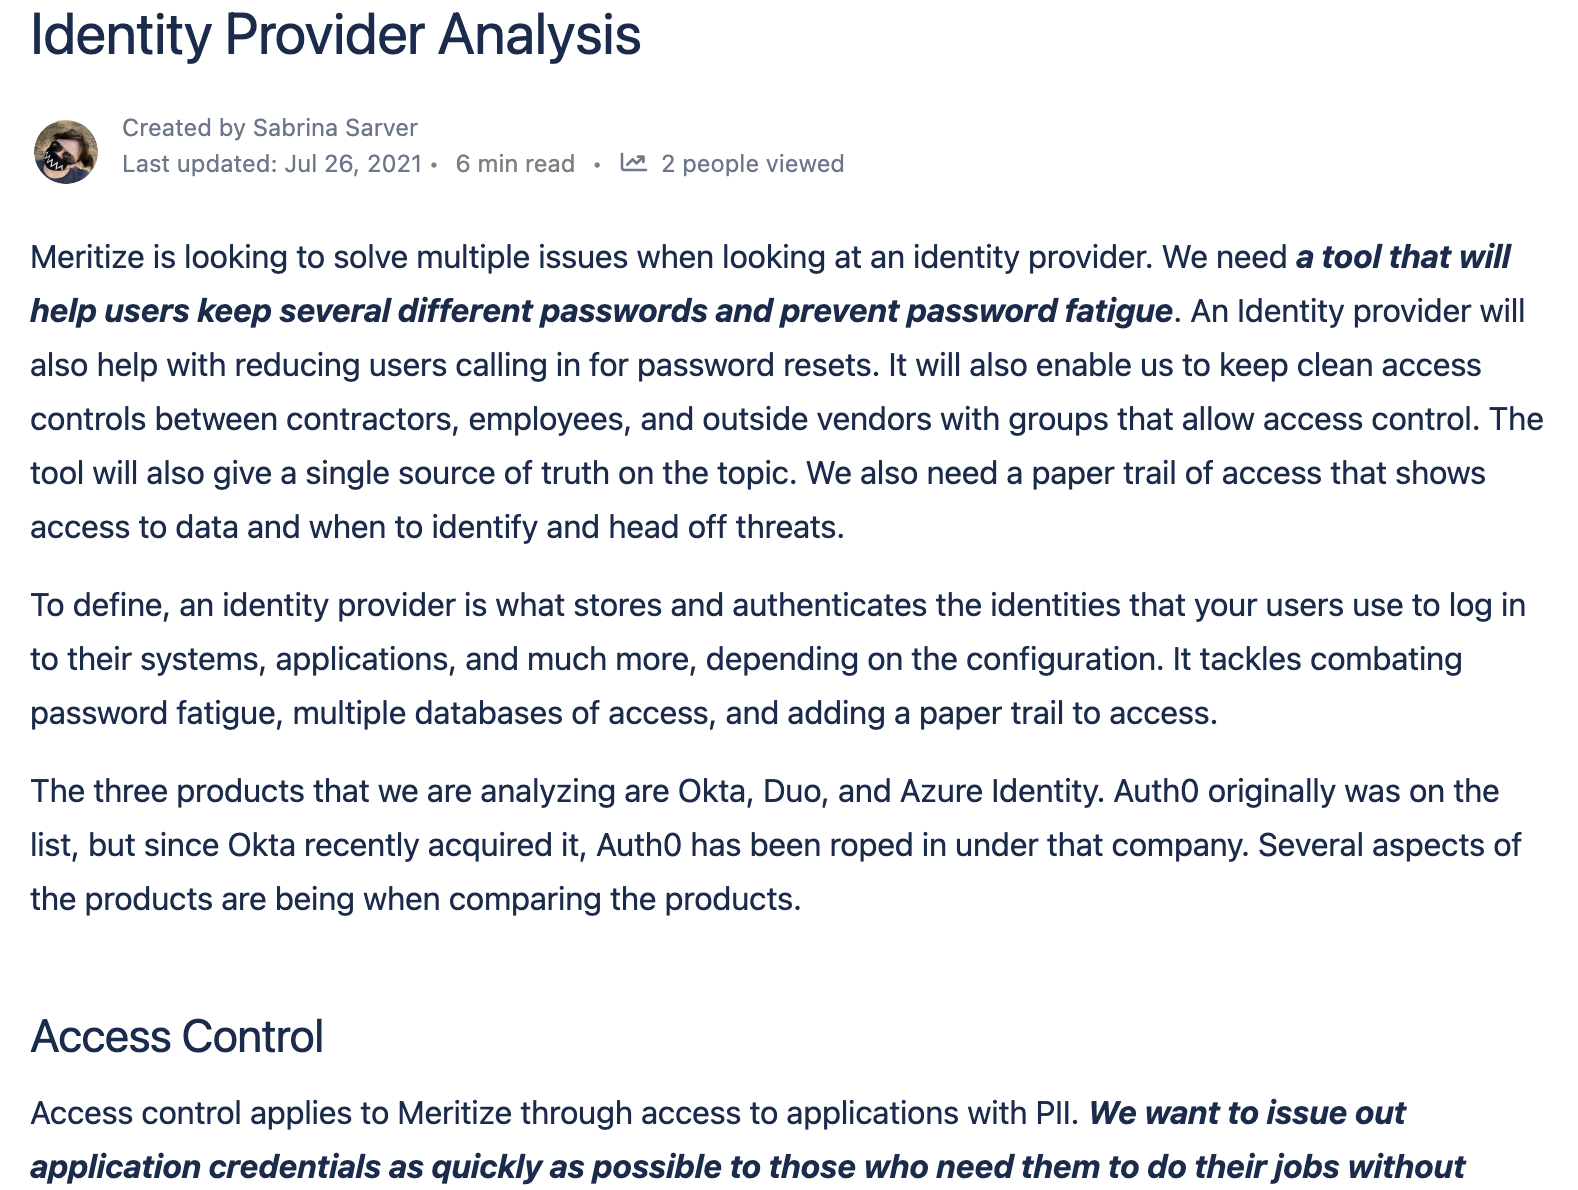 Identity Provider Analysis
Created by Sabrina Sarver
Last updated: Jul 26, 2021 • 6 min read • 2 people viewed
Meritize is looking to solve multiple issues when looking at an identity provider. We need a tool that will
help users keep several different passwords and prevent password fatigue. An Identity provider will
also help with reducing users calling in for password resets. It will also enable us to keep clean access
controls between contractors, employees, and outside vendors with groups that allow access control. The
tool will also give a single source of truth on the topic. We also need a paper trail of access that shows
access to data and when to identify and head off threats.
To define, an identity provider is what stores and authenticates the identities that your users use to log in
to their systems, applications, and much more, depending on the configuration. It tackles combating
password fatigue, multiple databases of access, and adding a paper trail to access.
The three products that we are analyzing are Okta, Duo, and Azure Identity. Auth0 originally was on the
list, but since Okta recently acquired it, Auth0 has been roped in under that company. Several aspects of
the products are being when comparing the products.
Access Control
Access control applies to Meritize through access to applications with PII. We want to issue out
application credentials as quickly as possible to those who need them to do their jobs without